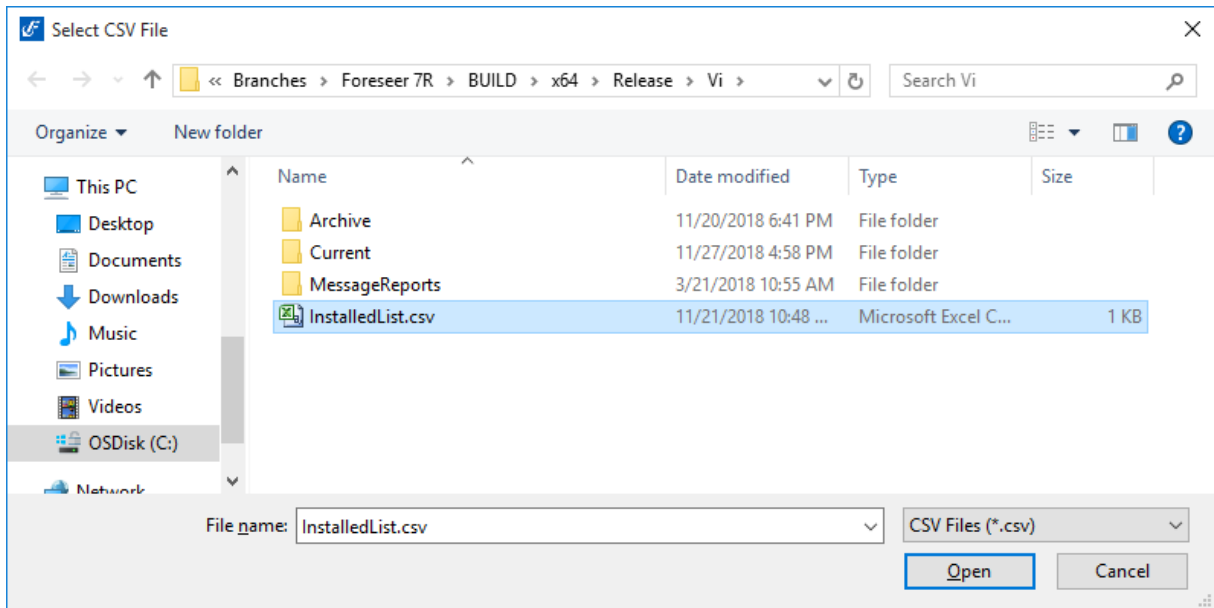 Select CSV File
« Branches > Foreseer 7R > BUILD > x64 > Release > Vi >
Search Vi
Organize New folder
Name Date modified Type Size
This PC
Desktop
Documents
Downloads
Music
Pictures
Videos
OSDisk (C:)
Network
Archive 11/20/2018 6:41 PM File folder
Current 11/27/2018 4:58 PM File folder
MessageReports 3/21/2018 10:55 AM File folder
InstalledList.csv 11/21/2018 10:48 ... Microsoft Excel C... 1 KB
File name: InstalledList.csv CSV Files (*.csv)
Open Cancel